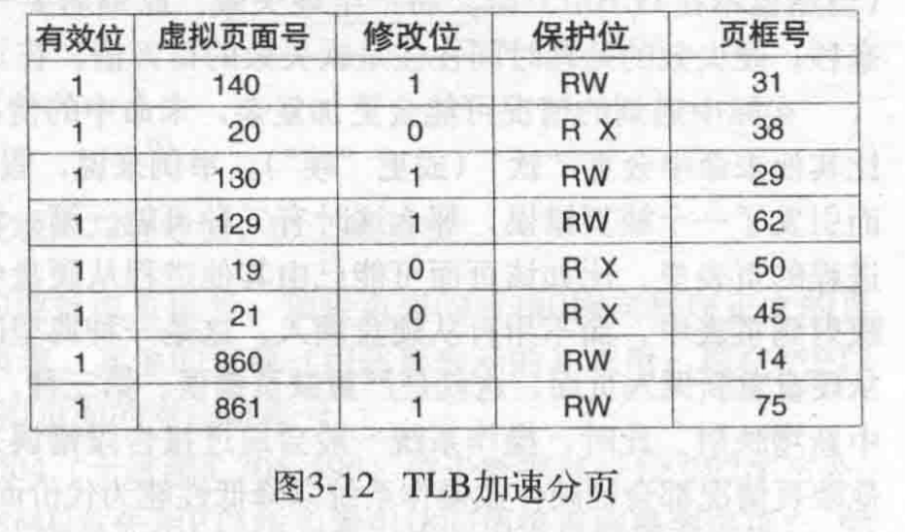 有效位 虚拟页面号 修改位 保护位 页框号
1 140 1 RW 31
1 20 0 R X 38
1 130 1 RW 29
1 129 1 RW 62
1 19 0 R X 50
1 21 0 R X 45
1 860 1 RW 14
1 861 1 RW 75
图3-12 TLB加速分页